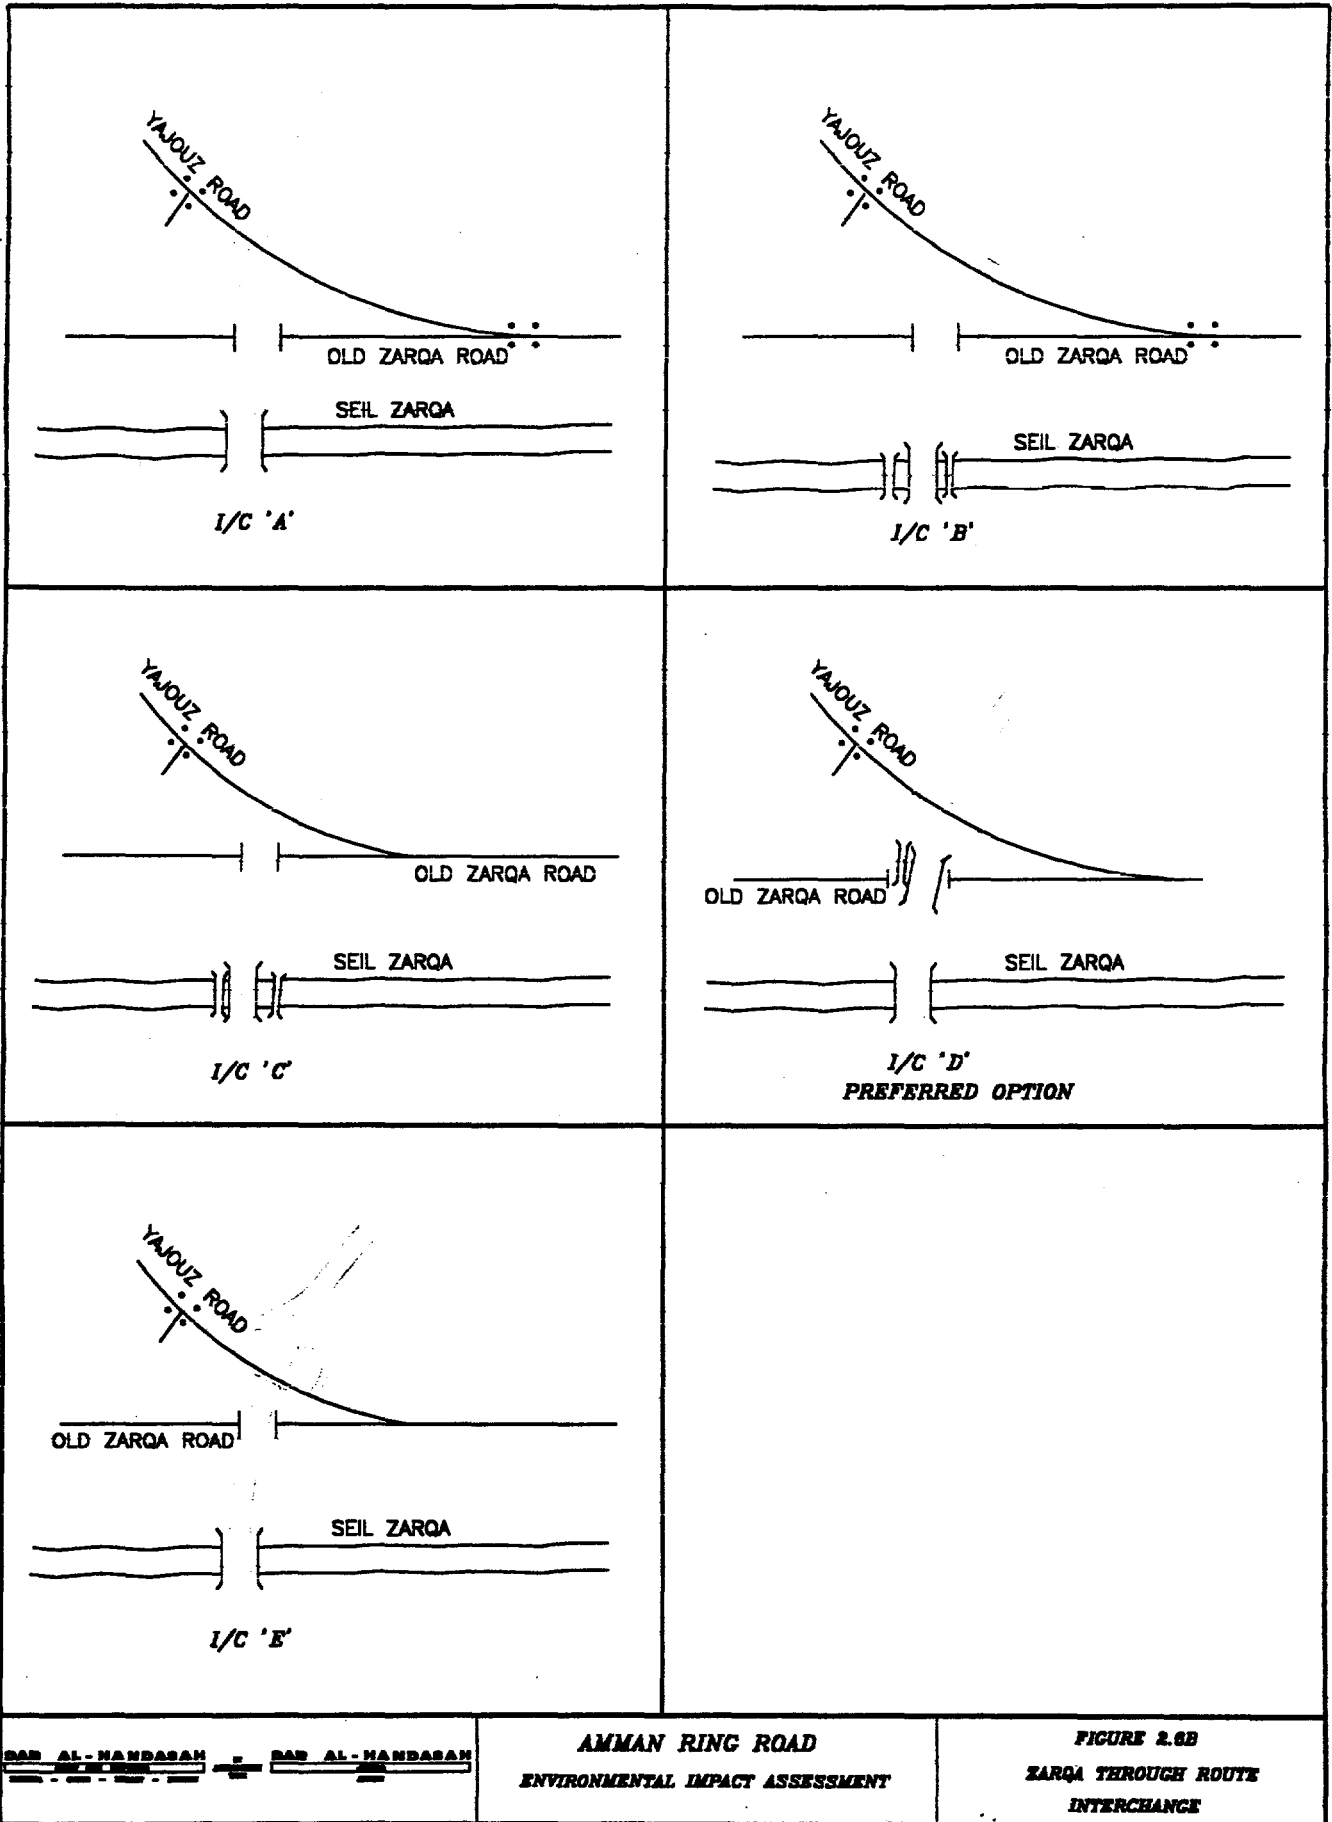 YAJOUZ ROAD
OLD ZARQA ROAD
SEIL ZARQA
I/C 'A'
YAJOUZ ROAD
OLD ZARQA ROAD
SEIL ZARQA
I/C 'B'
YAJOUZ ROAD
OLD ZARQA ROAD
SEIL ZARQA
I/C 'C'
YAJOUZ ROAD
OLD ZARQA ROAD
SEIL ZARQA
I/C 'D'
PREFERRED OPTION
YAJOUZ ROAD
OLD ZARQA ROAD
SEIL ZARQA
I/C 'E'
DAR AL-HANDASAH
DAR AL-HANDASAH
AMMAN RING ROAD
ENVIRONMENTAL IMPACT ASSESSMENT
FIGURE 2.6B
ZARQA THROUGH ROUTE
INTERCHANGE